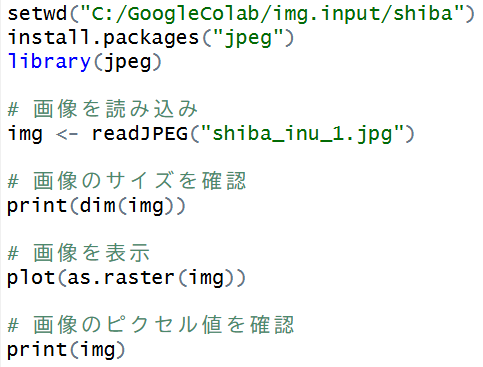 setwd("C:/GoogleColab/img.input/shiba")
install.packages("jpeg")
library(jpeg)
# 画像を読み込み
img <- readJPEG("shiba_inu_1.jpg")
# 画像のサイズを確認
print(dim(img))
# 画像を表示
plot(as.raster(img))
# 画像のピクセル値を確認
print(img)